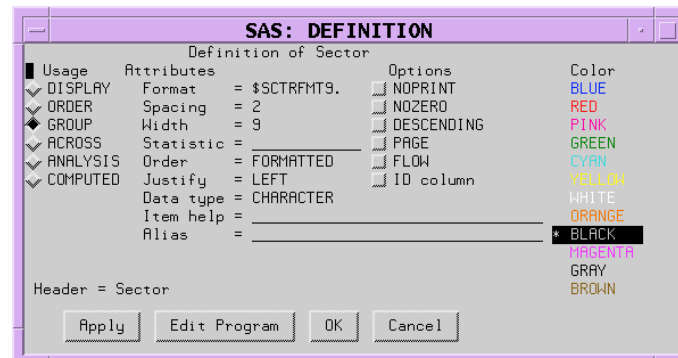 SAS: DEFINITION
Definition of Sector
Usage Attributes Options Color
DISPLAY Format = $SCTRFMT9. NOPRINT BLUE
ORDER Spacing = 2 NOZERO RED
GROUP Width = 9 DESCENDING PINK
ACROSS Statistic = PAGE GREEN
ANALYSIS Order = FORMATTED FLOW CYAN
COMPUTED Justify = LEFT ID column YELLOW
Data type = CHARACTER WHITE
Item help = ORANGE
Alias = * BLACK
MAGENTA
GRAY
Header = Sector BROWN
Apply Edit Program OK Cancel